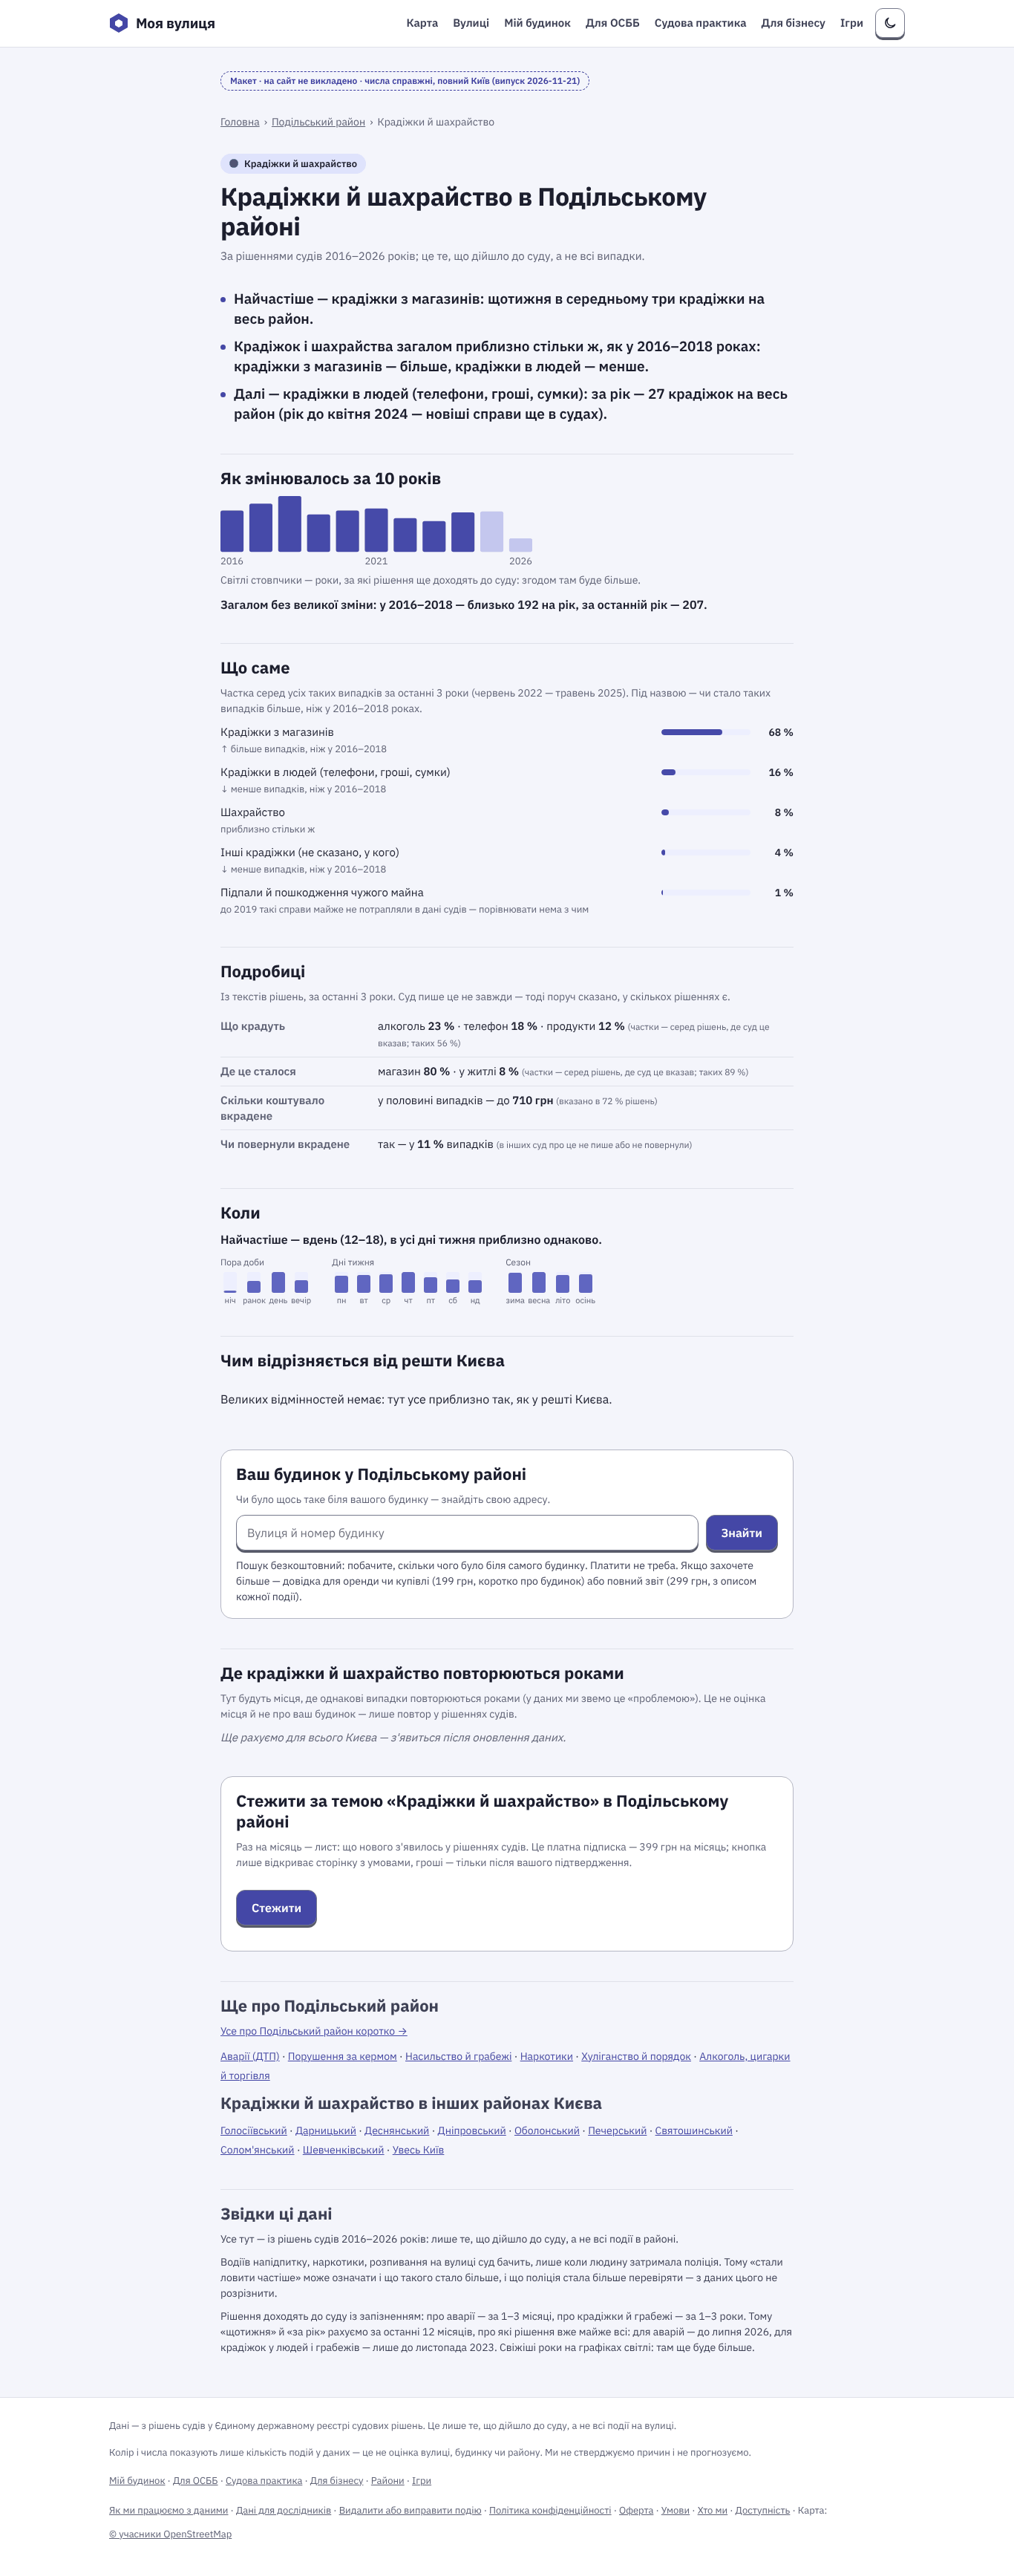 Моя вулиця
Карта Вулиці Мій будинок Для ОСББ Судова практика Для бізнесу Ігри
Макет · на сайт не викладено · числа справжні, повний Київ (випуск 2026-11-21)
Головна › Подільський район › Крадіжки й шахрайство
Крадіжки й шахрайство
Крадіжки й шахрайство в Подільському
районі
За рішеннями судів 2016–2026 років; це те, що дійшло до суду, а не всі випадки.
Найчастіше — крадіжки з магазинів: щотижня в середньому три крадіжки на
весь район.
Крадіжок і шахрайства загалом приблизно стільки ж, як у 2016–2018 роках:
крадіжки з магазинів — більше, крадіжки в людей — менше.
Далі — крадіжки в людей (телефони, гроші, сумки): за рік — 27 крадіжок на весь
район (рік до квітня 2024 — новіші справи ще в судах).
Як змінювалось за 10 років
2016 2021 2026
Світлі стовпчики — роки, за які рішення ще доходять до суду: згодом там буде більше.
Загалом без великої зміни: у 2016–2018 — близько 192 на рік, за останній рік — 207.
Що саме
Частка серед усіх таких випадків за останні 3 роки (червень 2022 — травень 2025). Під назвою — чи стало таких
випадків більше, ніж у 2016–2018 роках.
Крадіжки з магазинів 68 %
↑ більше випадків, ніж у 2016–2018
Крадіжки в людей (телефони, гроші, сумки) 16 %
↓ менше випадків, ніж у 2016–2018
Шахрайство 8 %
приблизно стільки ж
Інші крадіжки (не сказано, у кого) 4 %
↓ менше випадків, ніж у 2016–2018
Підпали й пошкодження чужого майна 1 %
до 2019 такі справи майже не потрапляли в дані судів — порівнювати нема з чим
Подробиці
Із текстів рішень, за останні 3 роки. Суд пише це не завжди — тоді поруч сказано, у скількох рішеннях є.
Що крадуть алкоголь 23 % · телефон 18 % · продукти 12 % (частки — серед рішень, де суд це
вказав; таких 56 %)
Де це сталося магазин 80 % · у житлі 8 % (частки — серед рішень, де суд це вказав; таких 89 %)
Скільки коштувало у половині випадків — до 710 грн (вказано в 72 % рішень)
вкрадене
Чи повернули вкрадене так — у 11 % випадків (в інших суд про це не пише або не повернули)
Коли
Найчастіше — вдень (12–18), в усі дні тижня приблизно однаково.
Пора доби Дні тижня Сезон
ніч ранок день вечір пн вт ср чт пт сб нд зима весна літо осінь
Чим відрізняється від решти Києва
Великих відмінностей немає: тут усе приблизно так, як у решті Києва.
Ваш будинок у Подільському районі
Чи було щось таке біля вашого будинку — знайдіть свою адресу.
Вулиця й номер будинку Знайти
Пошук безкоштовний: побачите, скільки чого було біля самого будинку. Платити не треба. Якщо захочете
більше — довідка для оренди чи купівлі (199 грн, коротко про будинок) або повний звіт (299 грн, з описом
кожної події).
Де крадіжки й шахрайство повторюються роками
Тут будуть місця, де однакові випадки повторюються роками (у даних ми звемо це «проблемою»). Це не оцінка
місця й не про ваш будинок — лише повтор у рішеннях судів.
Ще рахуємо для всього Києва — з'явиться після оновлення даних.
Стежити за темою «Крадіжки й шахрайство» в Подільському
районі
Раз на місяць — лист: що нового з'явилось у рішеннях судів. Це платна підписка — 399 грн на місяць; кнопка
лише відкриває сторінку з умовами, гроші — тільки після вашого підтвердження.
Стежити
Ще про Подільський район
Усе про Подільський район коротко →
Аварії (ДТП) · Порушення за кермом · Насильство й грабежі · Наркотики · Хуліганство й порядок · Алкоголь, цигарки
й торгівля
Крадіжки й шахрайство в інших районах Києва
Голосіївський · Дарницький · Деснянський · Дніпровський · Оболонський · Печерський · Святошинський ·
Солом'янський · Шевченківський · Увесь Київ
Звідки ці дані
Усе тут — із рішень судів 2016–2026 років: лише те, що дійшло до суду, а не всі події в районі.
Водіїв напідпитку, наркотики, розпивання на вулиці суд бачить, лише коли людину затримала поліція. Тому «стали
ловити частіше» може означати і що такого стало більше, і що поліція стала більше перевіряти — з даних цього не
розрізнити.
Рішення доходять до суду із запізненням: про аварії — за 1–3 місяці, про крадіжки й грабежі — за 1–3 роки. Тому
«щотижня» й «за рік» рахуємо за останні 12 місяців, про які рішення вже майже всі: для аварій — до липня 2026, для
крадіжок у людей і грабежів — лише до листопада 2023. Свіжіші роки на графіках світлі: там ще буде більше.
Дані — з рішень судів у Єдиному державному реєстрі судових рішень. Це лише те, що дійшло до суду, а не всі події на вулиці.
Колір і числа показують лише кількість подій у даних — це не оцінка вулиці, будинку чи району. Ми не стверджуємо причин і не прогнозуємо.
Мій будинок · Для ОСББ · Судова практика · Для бізнесу · Райони · Ігри
Як ми працюємо з даними · Дані для дослідників · Видалити або виправити подію · Політика конфіденційності · Оферта · Умови · Хто ми · Доступність · Карта:
© учасники OpenStreetMap